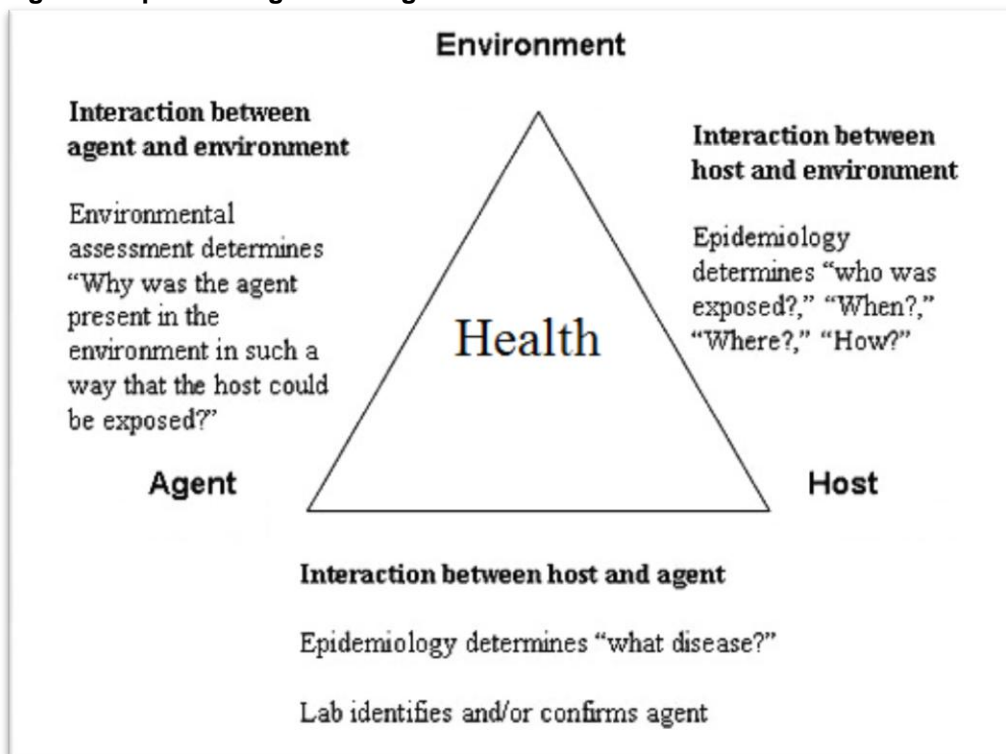 Environment
Interaction between
agent and environment
Environmental
assessment determines
“Why was the agent
present in the
environment in such a
way that the host could
be exposed?”
Interaction between
host and environment
Epidemiology
determines “who was
exposed?,” “When?,”
“Where?,” “How?”
Health
Agent
Host
Interaction between host and agent
Epidemiology determines “what disease?”
Lab identifies and/or confirms agent